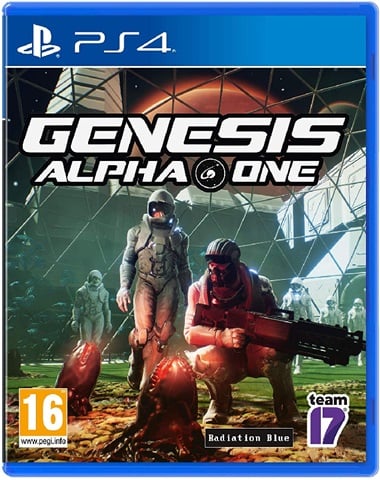 PS4
GENESIS
ALPHA ONE
16
www.pegi.info
Radiation Blue
team
17